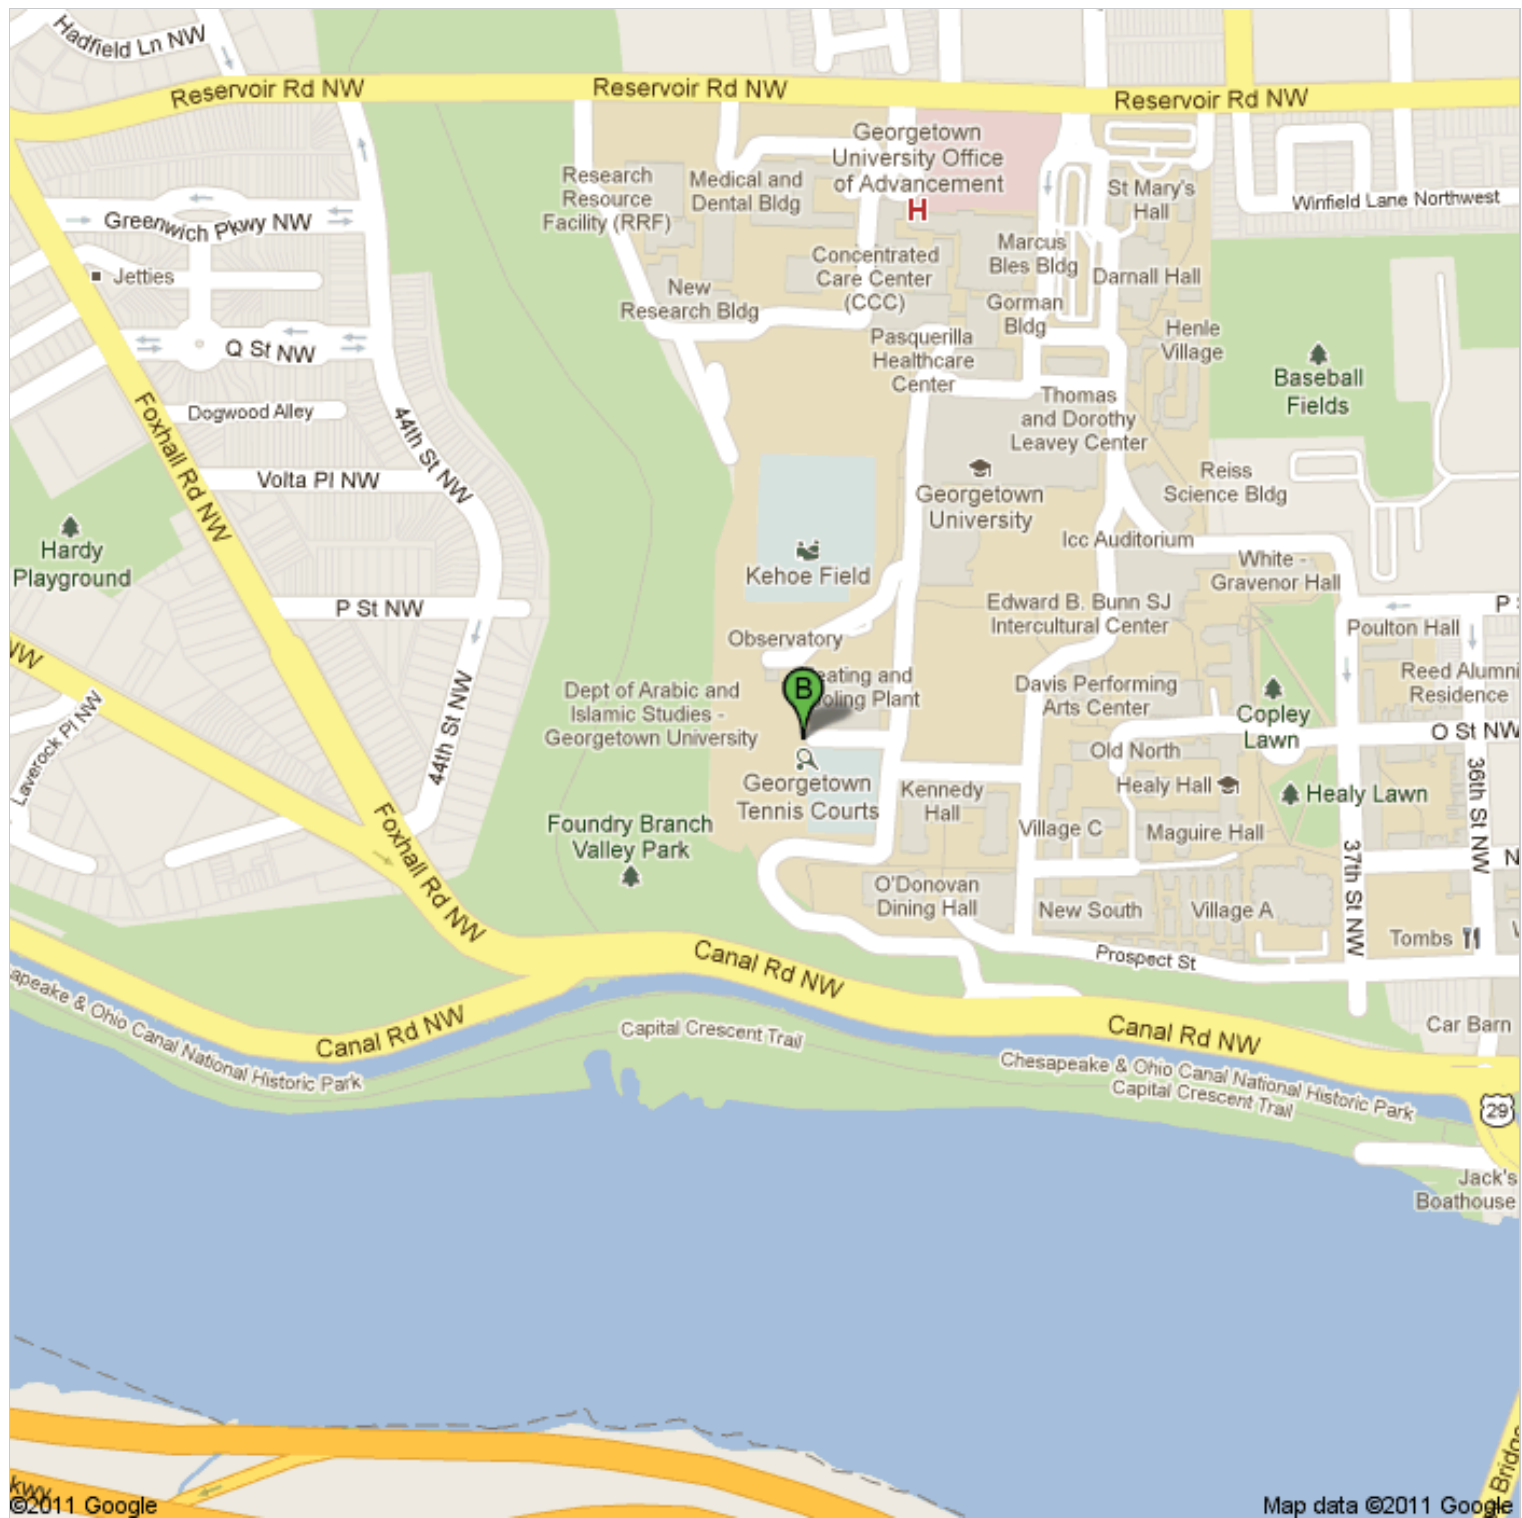 Hadfield Ln NW
Reservoir Rd NW
Reservoir Rd NW
Reservoir Rd NW
Georgetown
University Office
of Advancement
H
Research
Resource
Facility (RRF)
Medical and
Dental Bldg
St Mary's
Hall
Winfield Lane Northwest
Greenwich Pkwy NW
Jetties
Concentrated
Care Center
(CCC)
Marcus
Bles Bldg
Darnall Hall
New
Research Bldg
Gorman
Bldg
Henle
Village
Q St NW
Pasquerilla
Healthcare
Center
Baseball
Fields
Dogwood Alley
Thomas
and Dorothy
Leavey Center
Foxhall Rd NW
44th St NW
Volta Pl NW
Reiss
Science Bldg
Georgetown
University
Icc Auditorium
Hardy
Playground
Kehoe Field
White -
Gravenor Hall
P St NW
Edward B. Bunn SJ
Intercultural Center
P
Poulton Hall
Observatory
NW
eating and
oling Plant
B
Reed Alumni
Residence
Dept of Arabic and
Islamic Studies -
Georgetown University
Davis Performing
Arts Center
Copley
Lawn
O St NW
Laverock Pl NW
44th St NW
Old North
Georgetown
Tennis Courts
Kennedy
Hall
Healy Hall
Healy Lawn
36th St NW
Foundry Branch
Valley Park
Village C
Maguire Hall
Foxhall Rd NW
37th St NW
N
O'Donovan
Dining Hall
New South
Village A
Tombs
Canal Rd NW
Prospect St
apeake & Ohio Canal National Historic Park
Canal Rd NW
Capital Crescent Trail
Canal Rd NW
Car Barn
Chesapeake & Ohio Canal National Historic Park
Capital Crescent Trail
29
Jack's
Boathouse
Bridge
kwy
©2011 Google
Map data ©2011 Google